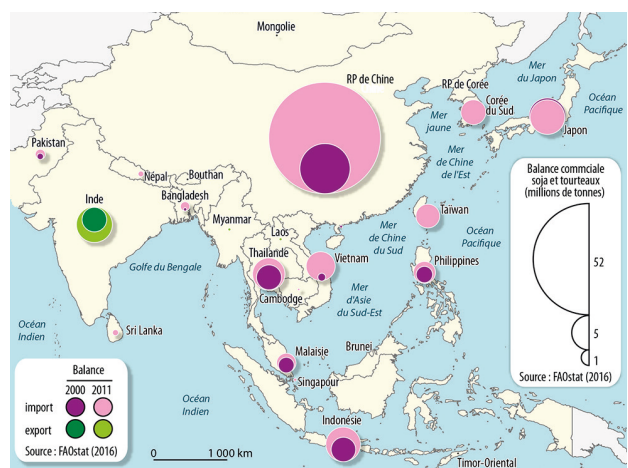 Mongolie
RP de Chine
Mer
du Japon
Océan
Pacifique
RP de Corée
Corée
du Sud
Japon
Mer
jaune
Mer
de Chine
de l'Est
Pakistan
Népal
Bouthan
Bangladesh
Inde
Myanmar
Laos
Taïwan
Mer
de Chine
du Sud
Océan
Pacifique
Golfe du Bengale
Thaïlande
Vietnam
Philippines
Cambodge
Mer
d'Asie
du Sud-Est
Océan
Indien
Sri Lanka
Malaisie
Brunei
Singapour
Océan
Indien
Indonésie
Timor-Oriental
Balance commciale
soja et tourteaux
(millions de tonnes)
52
5
1
Source : FAOstat (2016)
Balance
2000 2011
import
export
Source : FAOstat (2016)
0 1 000 km